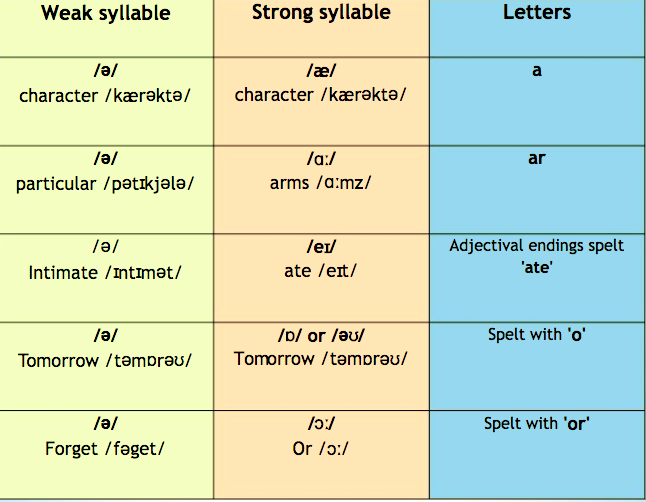 Weak syllable Strong syllable Letters
/ə/ /æ/ a
character /kærəktə/ character /kærəktə/
/ə/ /ɑː/ ar
particular /pətɪkjələ/ arms /ɑːmz/
/ə/ /eɪ/ Adjectival endings spelt
Intimate /ɪntɪmət/ ate /eɪt/ 'ate'
/ə/ /ɒ/ or /əʊ/ Spelt with 'o'
Tomorrow /təmɒrəʊ/ Tomorrow /təmɒrəʊ/
/ə/ /ɔː/ Spelt with 'or'
Forget /fəget/ Or /ɔː/